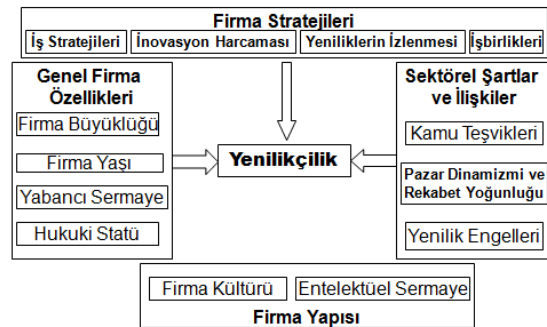 Firma Stratejileri
İş Stratejileri
İnovasyon Harcaması
Yeniliklerin İzlenmesi
İşbirlikleri
Genel Firma
Özellikleri
Firma Büyüklüğü
Firma Yaşı
Yabancı Sermaye
Hukuki Statü
Yenilikçilik
Sektörel Şartlar
ve İlişkiler
Kamu Teşvikleri
Pazar Dinamizmi ve
Rekabet Yoğunluğu
Yenilik Engelleri
Firma Kültürü
Entelektüel Sermaye
Firma Yapısı